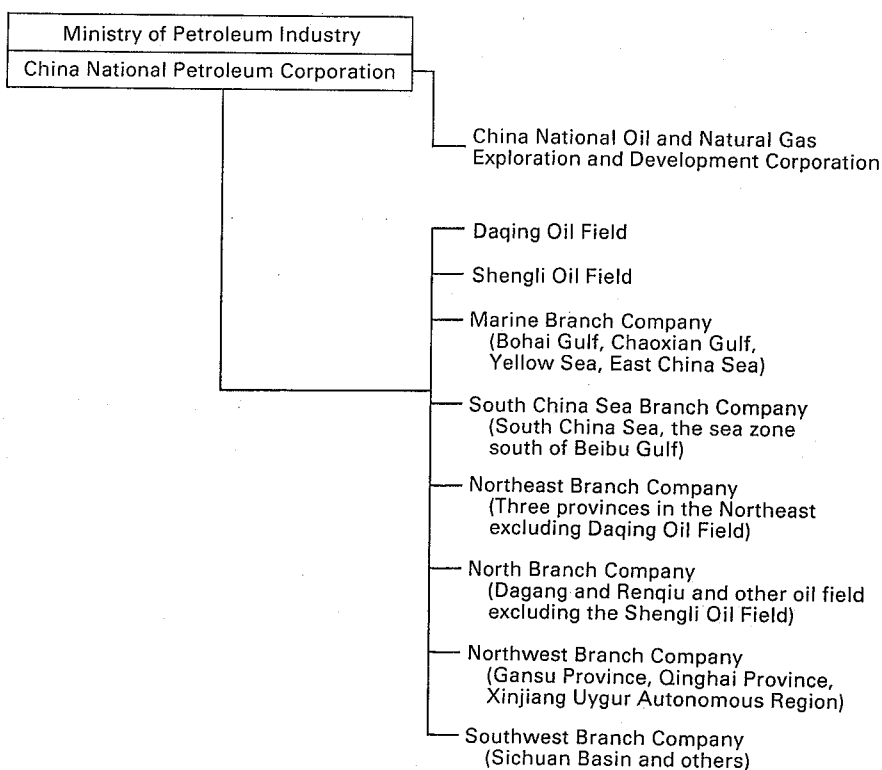 Ministry of Petroleum Industry
China National Petroleum Corporation
China National Oil and Natural Gas
Exploration and Development Corporation
Daqing Oil Field
Shengli Oil Field
Marine Branch Company
(Bohai Gulf, Chaoxian Gulf,
Yellow Sea, East China Sea)
South China Sea Branch Company
(South China Sea, the sea zone
south of Beibu Gulf)
Northeast Branch Company
(Three provinces in the Northeast
excluding Daqing Oil Field)
North Branch Company
(Dagang and Renqiu and other oil field
excluding the Shengli Oil Field)
Northwest Branch Company
(Gansu Province, Qinghai Province,
Xinjiang Uygur Autonomous Region)
Southwest Branch Company
(Sichuan Basin and others)